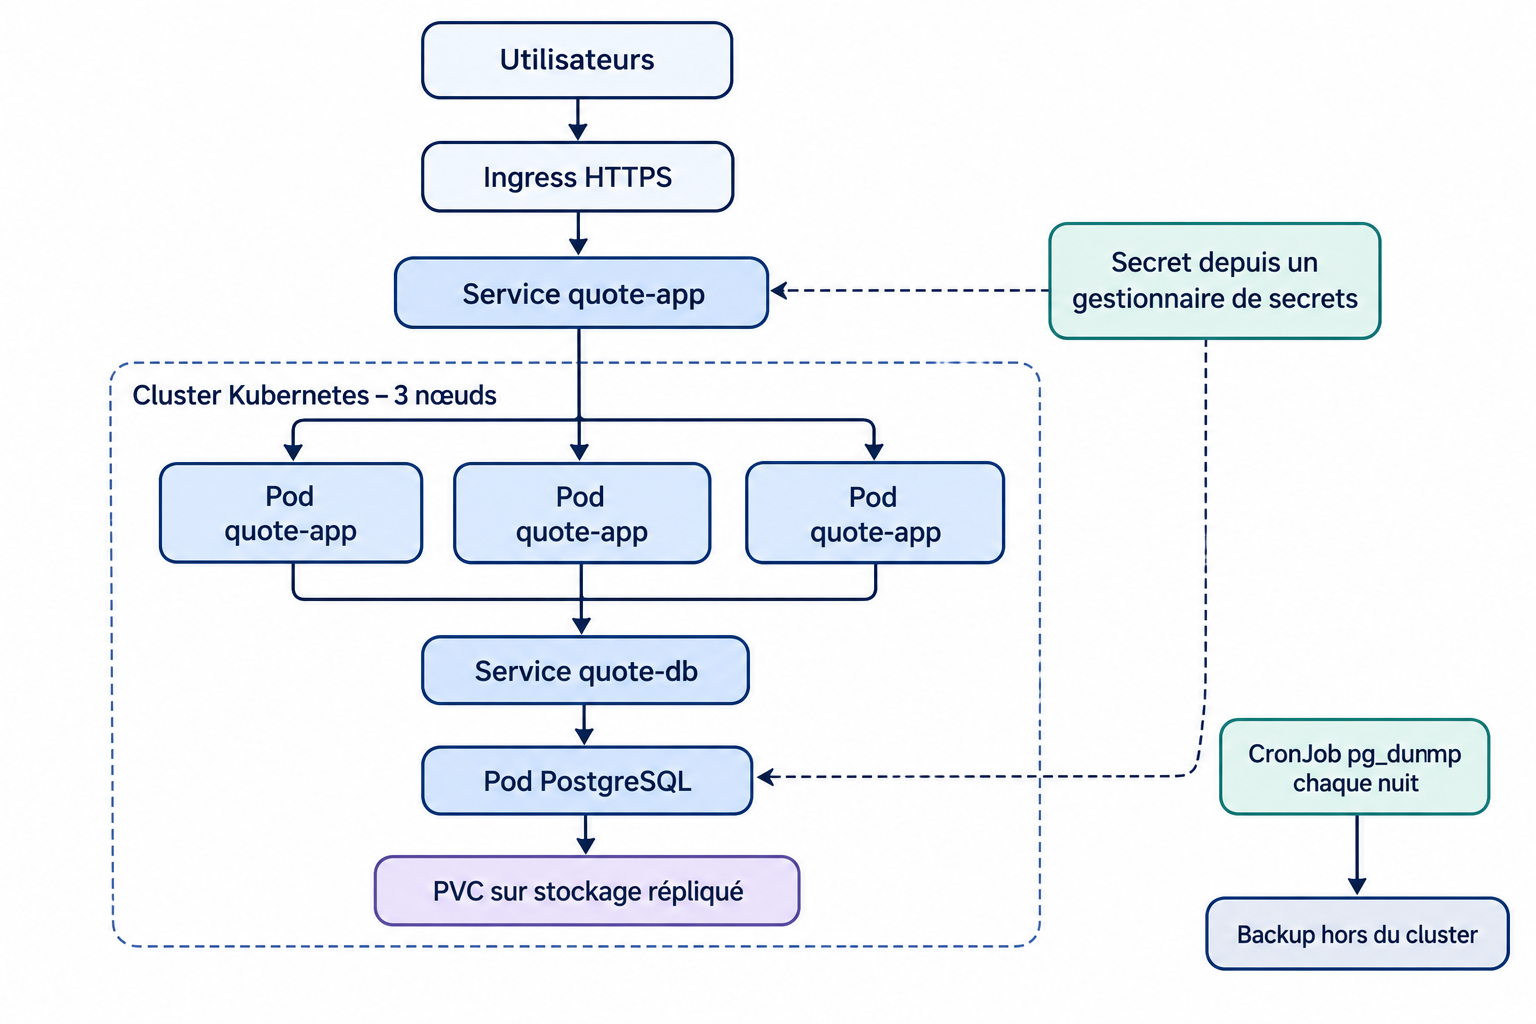 Utilisateurs
Ingress HTTPS
Service quote-app
Secret depuis un
gestionnaire de secrets
Cluster Kubernetes – 3 nœuds
Pod
quote-app
Pod
quote-app
Pod
quote-app
Service quote-db
Pod PostgreSQL
PVC sur stockage répliqué
CronJob pg_dunmp
chaque nuit
Backup hors du cluster